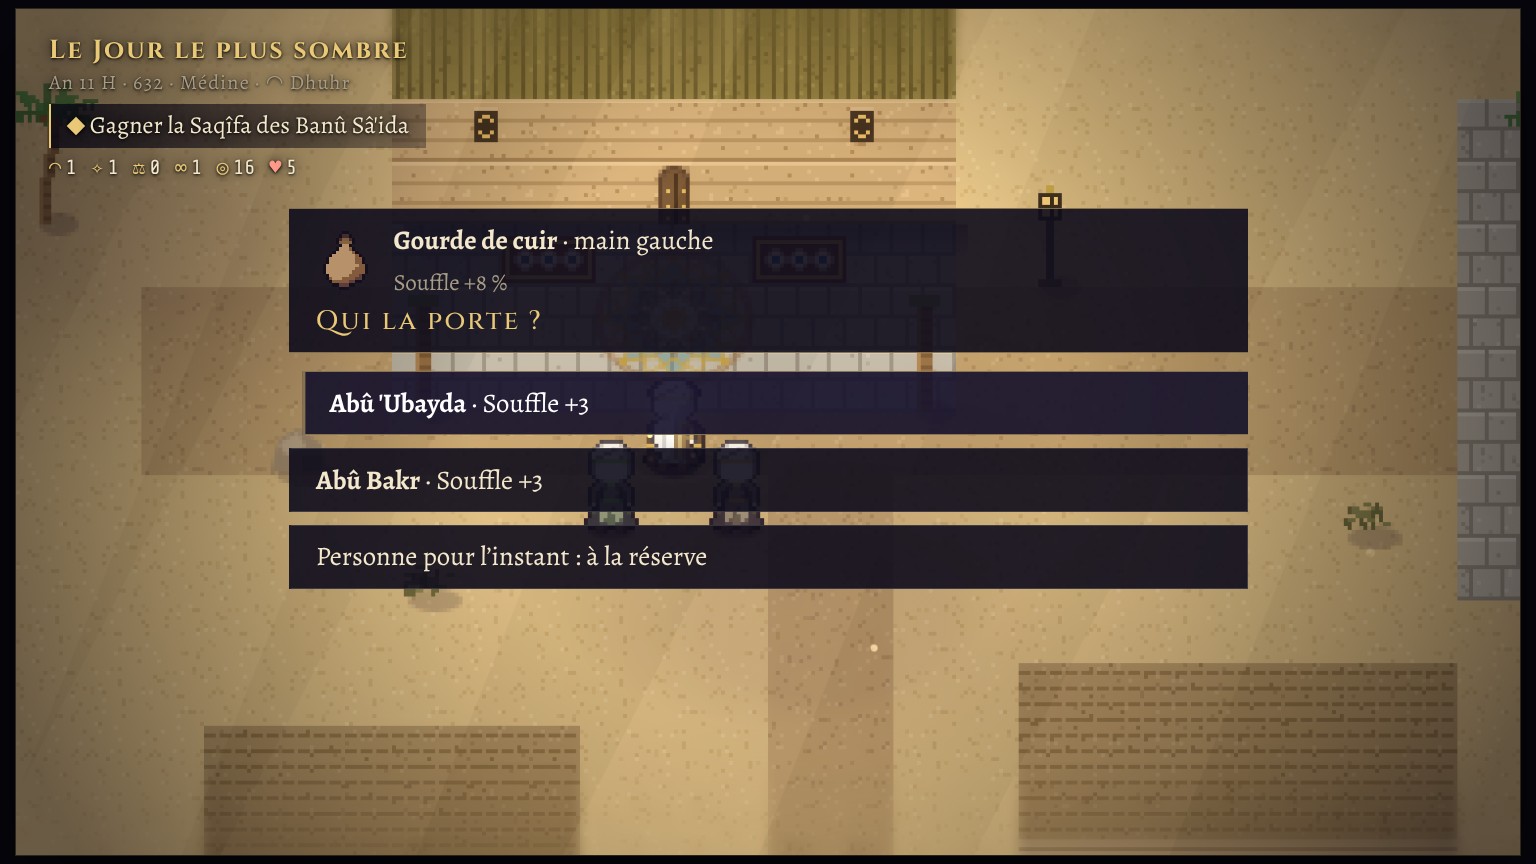 Le Jour le plus sombre
An 11 H · 632 · Médine · ◠ Dhuhr
◆ Gagner la Saqîfa des Banû Sâ'ida
◠1 ✧1 ⚖0 ∞1 ◎16 ♥5
Gourde de cuir · main gauche
Souffle +8 %
Qui la porte ?
Abû 'Ubayda · Souffle +3
Abû Bakr · Souffle +3
Personne pour l’instant : à la réserve